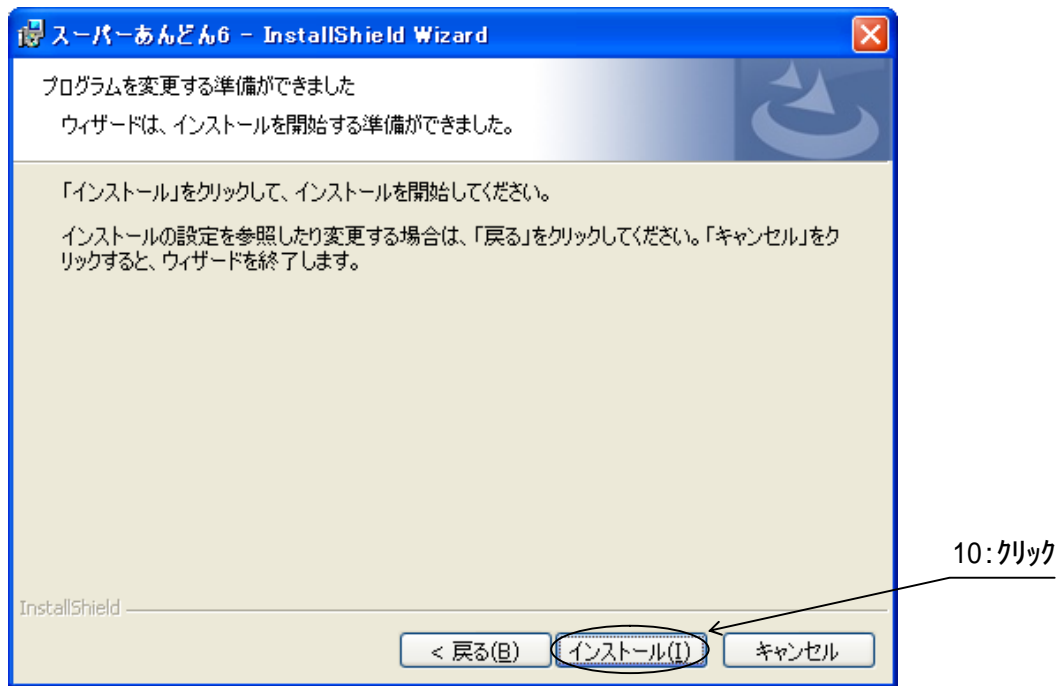 スーパーあんどん6 - InstallShield Wizard
プログラムを変更する準備ができました
ウィザードは、インストールを開始する準備ができました。
「インストール」をクリックして、インストールを開始してください。
インストールの設定を参照したり変更する場合は、「戻る」をクリックしてください。「キャンセル」をク
リックすると、ウィザードを終了します。
10:クリック
InstallShield
< 戻る(B) インストール(I) キャンセル